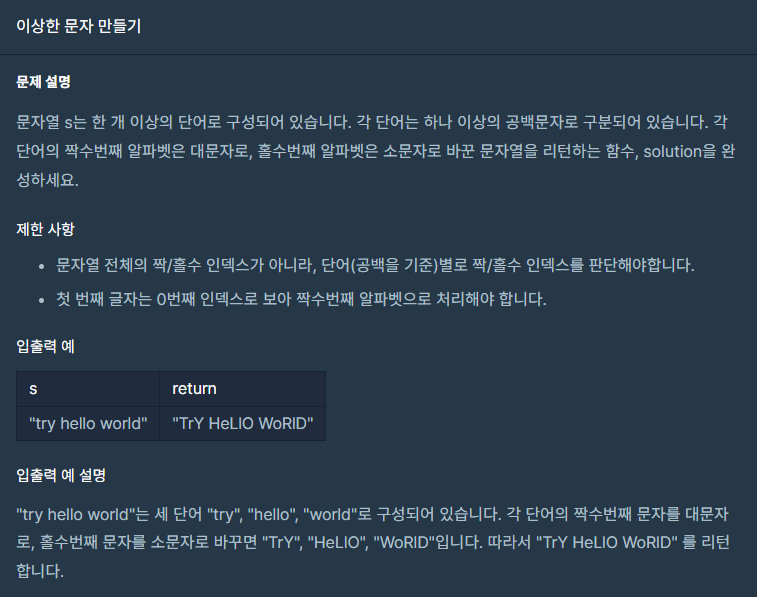 이상한 문자 만들기
문제 설명
문자열 s는 한 개 이상의 단어로 구성되어 있습니다. 각 단어는 하나 이상의 공백문자로 구분되어 있습니다. 각
단어의 짝수번째 알파벳은 대문자로, 홀수번째 알파벳은 소문자로 바꾼 문자열을 리턴하는 함수, solution을 완
성하세요.
제한 사항
• 문자열 전체의 짝/홀수 인덱스가 아니라, 단어(공백을 기준)별로 짝/홀수 인덱스를 판단해야합니다.
• 첫 번째 글자는 0번째 인덱스로 보아 짝수번째 알파벳으로 처리해야 합니다.
입출력 예
s return
"try hello world" "TrY HeLlO WoRlD"
입출력 예 설명
"try hello world"는 세 단어 "try", "hello", "world"로 구성되어 있습니다. 각 단어의 짝수번째 문자를 대문자
로, 홀수번째 문자를 소문자로 바꾸면 "TrY", "HeLlO", "WoRlD"입니다. 따라서 "TrY HeLlO WoRlD" 를 리턴
합니다.